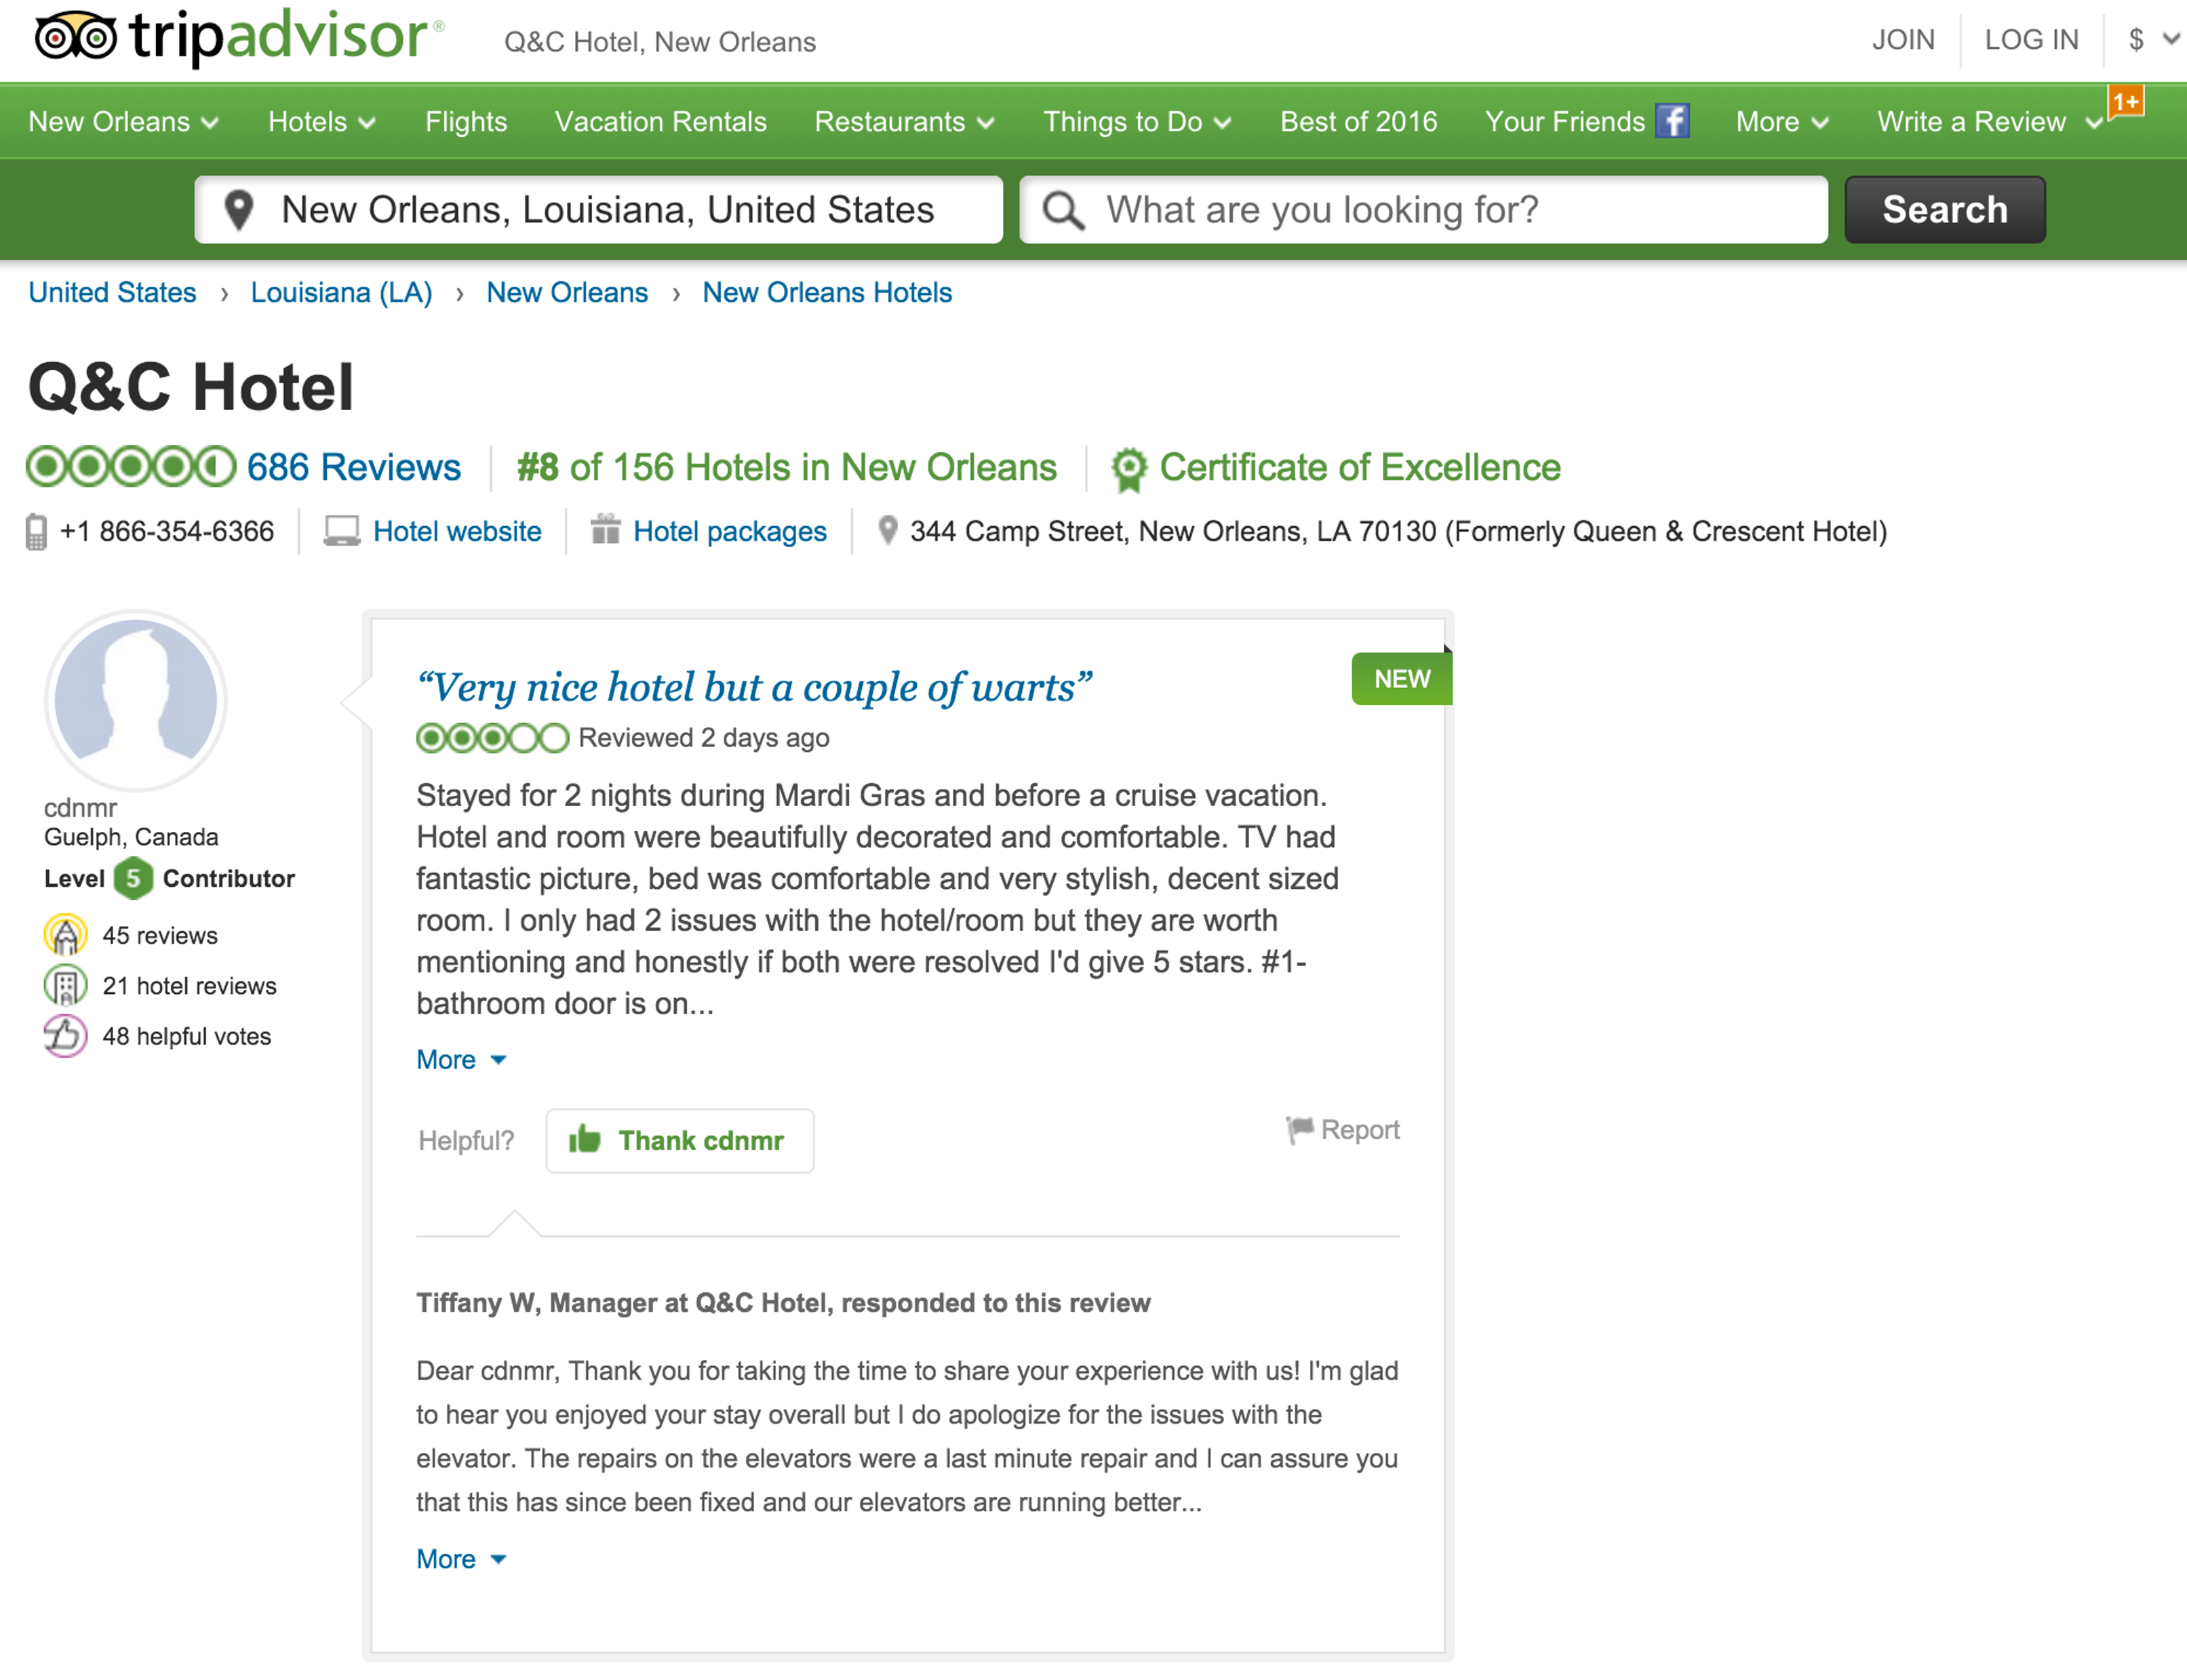 tripadvisor® Q&C Hotel, New Orleans JOIN LOG IN $
New Orleans Hotels Flights Vacation Rentals Restaurants Things to Do Best of 2016 Your Friends f More Write a Review 1+
New Orleans, Louisiana, United States What are you looking for? Search
United States › Louisiana (LA) › New Orleans › New Orleans Hotels
Q&C Hotel
686 Reviews #8 of 156 Hotels in New Orleans Certificate of Excellence
+1 866-354-6366 Hotel website Hotel packages 344 Camp Street, New Orleans, LA 70130 (Formerly Queen & Crescent Hotel)
cdnmr
Guelph, Canada
Level 5 Contributor
45 reviews
21 hotel reviews
48 helpful votes
“Very nice hotel but a couple of warts”
NEW
Reviewed 2 days ago
Stayed for 2 nights during Mardi Gras and before a cruise vacation.
Hotel and room were beautifully decorated and comfortable. TV had
fantastic picture, bed was comfortable and very stylish, decent sized
room. I only had 2 issues with the hotel/room but they are worth
mentioning and honestly if both were resolved I'd give 5 stars. #1-
bathroom door is on...
More
Helpful? Thank cdnmr Report
Tiffany W, Manager at Q&C Hotel, responded to this review
Dear cdnmr, Thank you for taking the time to share your experience with us! I'm glad
to hear you enjoyed your stay overall but I do apologize for the issues with the
elevator. The repairs on the elevators were a last minute repair and I can assure you
that this has since been fixed and our elevators are running better...
More